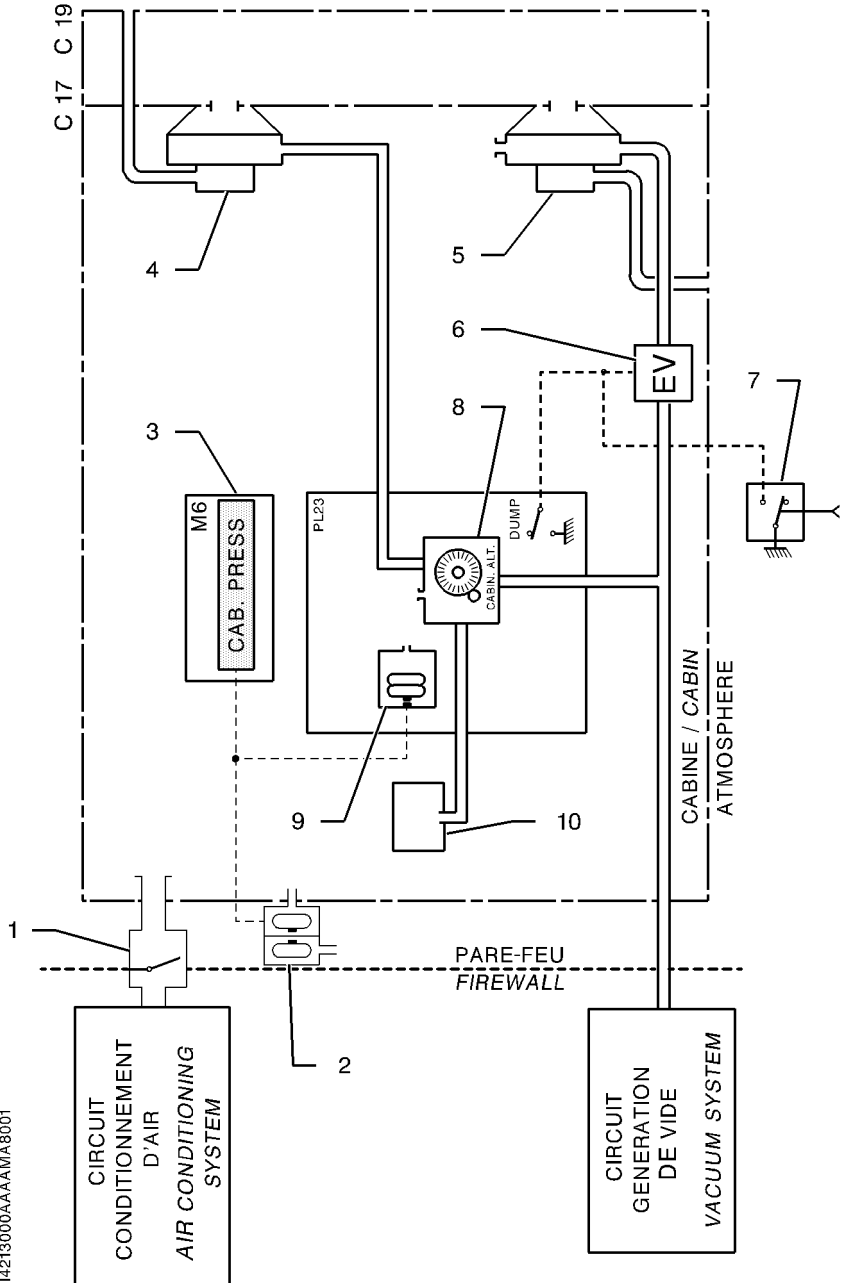 C 19
C 17
4
5
6
7
8
3
M6
CAB. PRESS
PL23
DUMP
CABIN. ALT.
EV
9
10
CABINE / CABIN
ATMOSPHERE
1
2
PARE-FEU
FIREWALL
CIRCUIT
CONDITIONNEMENT
D'AIR
AIR CONDITIONING
SYSTEM
CIRCUIT
GENERATION
DE VIDE
VACUUM SYSTEM
14213000AAAAMA8001